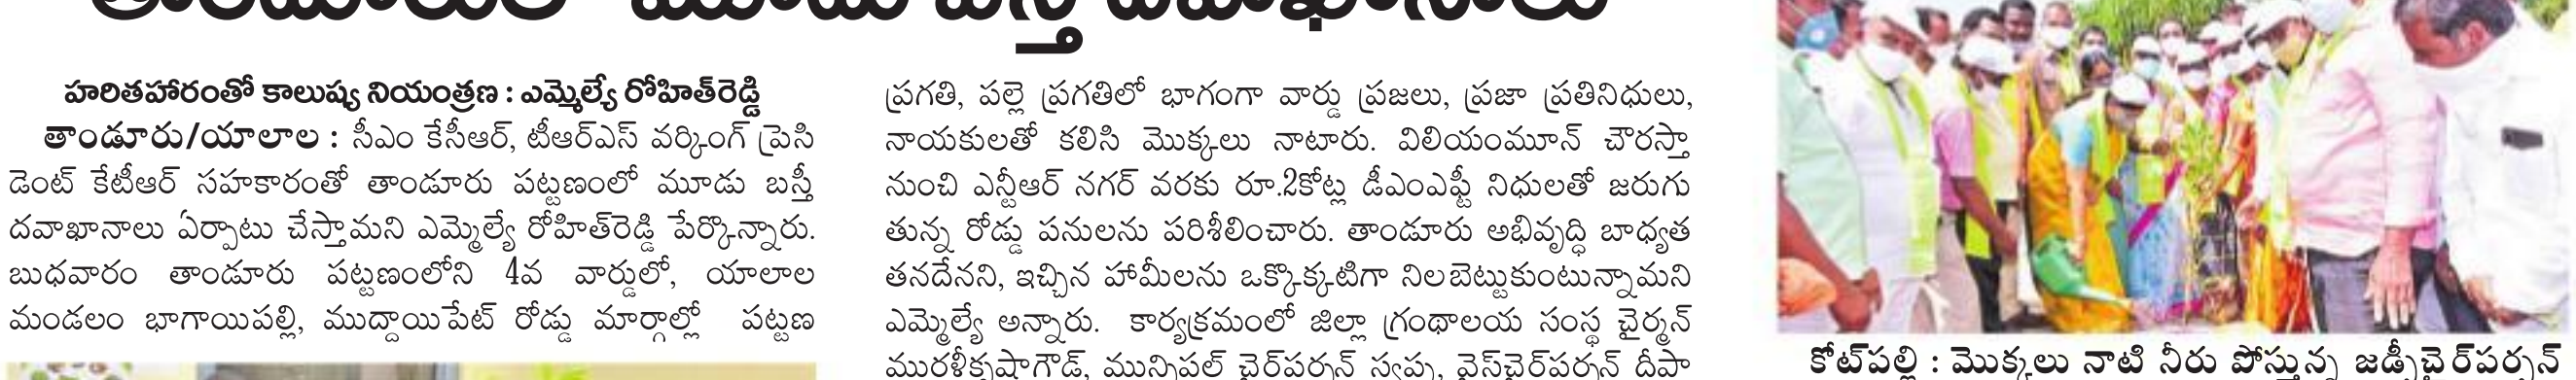 హరితహారంతో కాలుష్య నియంత్రణ : ఎమ్మెల్యే రోహిత్‌రెడ్డి
తాండూరు/యాలాల : సీఎం కేసీఆర్, టీఆర్‌ఎస్ వర్కింగ్ ప్రెసి
డెంట్ కేటీఆర్ సహకారంతో తాండూరు పట్టణంలో మూడు బస్తీ
దవాఖానాలు ఏర్పాటు చేస్తామని ఎమ్మెల్యే రోహిత్‌రెడ్డి పేర్కొన్నారు.
బుధవారం తాండూరు పట్టణంలోని 4వ వార్డులో, యాలాల
మండలం భాగాయిపల్లి, ముద్దాయిపేట్ రోడ్డు మార్గాల్లో పట్టణ
ప్రగతి, పల్లె ప్రగతిలో భాగంగా వార్డు ప్రజలు, ప్రజా ప్రతినిధులు,
నాయకులతో కలిసి మొక్కలు నాటారు. విలియంమూన్ చౌరస్తా
నుంచి ఎన్టీఆర్ నగర్ వరకు రూ.2కోట్ల డీఎంఎఫ్టీ నిధులతో జరుగు
తున్న రోడ్డు పనులను పరిశీలించారు. తాండూరు అభివృద్ధి బాధ్యత
తనదేనని, ఇచ్చిన హామీలను ఒక్కొక్కటిగా నిలబెట్టుకుంటున్నామని
ఎమ్మెల్యే అన్నారు. కార్యక్రమంలో జిల్లా గ్రంథాలయ సంస్థ చైర్మన్
మురళీకృష్ణాగౌడ్, మున్సిపల్ చైర్‌పర్సన్ స్వప్న, వైస్‌చైర్‌పర్సన్ దీపా
కోట్‌పల్లి : మొక్కలు నాటి నీరు పోస్తున్న జడ్పీచైర్‌పర్సన్